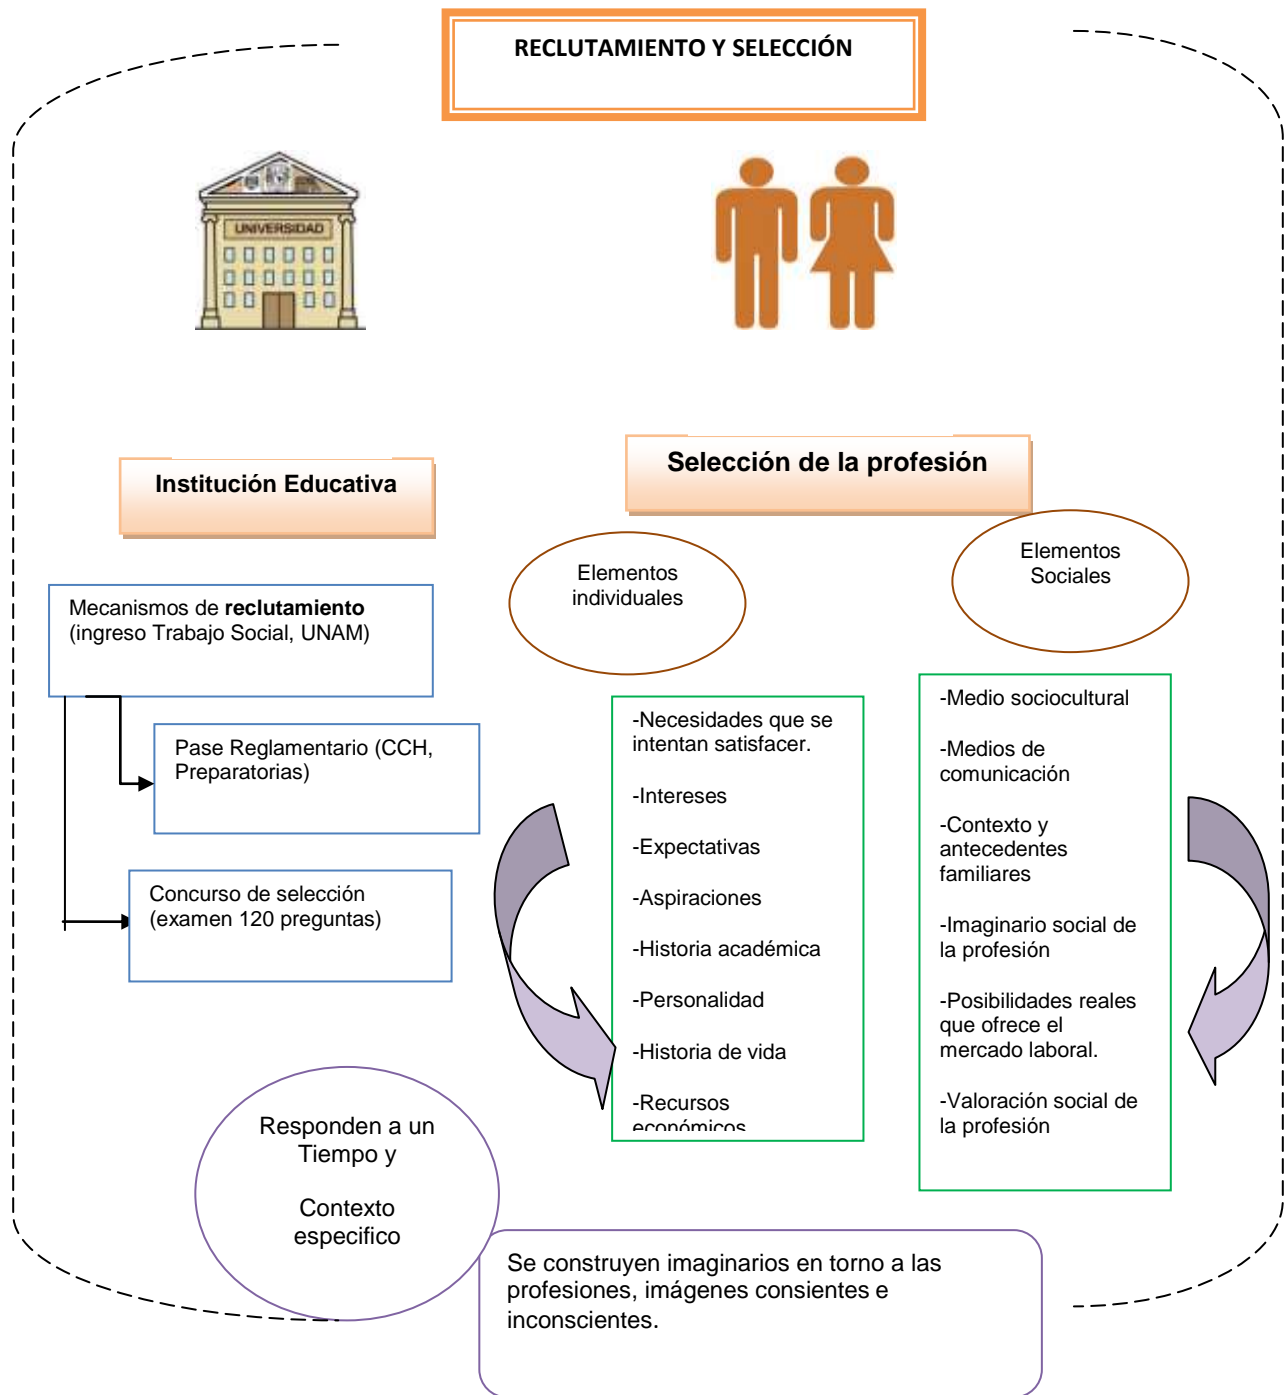 RECLUTAMIENTO Y SELECCIÓN
UNIVERSIDAD
Institución Educativa
Selección de la profesión
Mecanismos de reclutamiento
(ingreso Trabajo Social, UNAM)
Pase Reglamentario (CCH,
Preparatorias)
Concurso de selección
(examen 120 preguntas)
Elementos
individuales
-Necesidades que se
intentan satisfacer.
-Intereses
-Expectativas
-Aspiraciones
-Historia académica
-Personalidad
-Historia de vida
-Recursos
económicos
Elementos
Sociales
-Medio sociocultural
-Medios de
comunicación
-Contexto y
antecedentes
familiares
-Imaginario social de
la profesión
-Posibilidades reales
que ofrece el
mercado laboral.
-Valoración social de
la profesión
Responden a un
Tiempo y
Contexto
especifico
Se construyen imaginarios en torno a las
profesiones, imágenes consientes e
inconscientes.